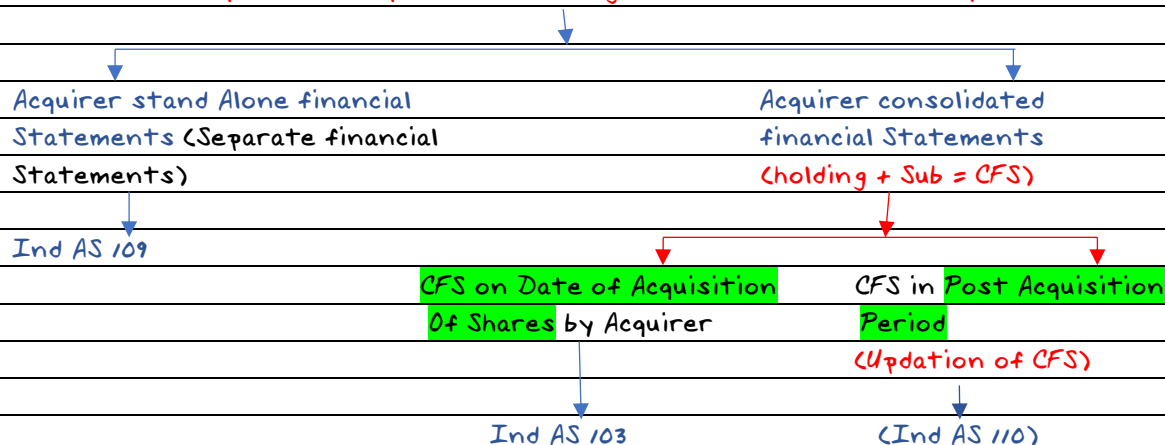 Acquirer stand Alone financial
Statements (Separate financial
Statements)
Ind AS 109
Acquirer consolidated
financial Statements
(holding + Sub = CFS)
CFS on Date of Acquisition
Of Shares by Acquirer
Ind AS 103
CFS in Post Acquisition
Period
(Updation of CFS)
(Ind AS 110)